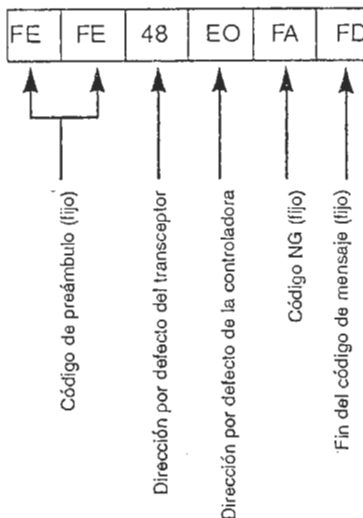 FE FE 48 EO FA FD
Código de preámbulo (fijo)
Dirección por defecto del transceptor
Dirección por defecto de la controladora
Código NG (fijo)
Fin del código de mensaje (fijo)